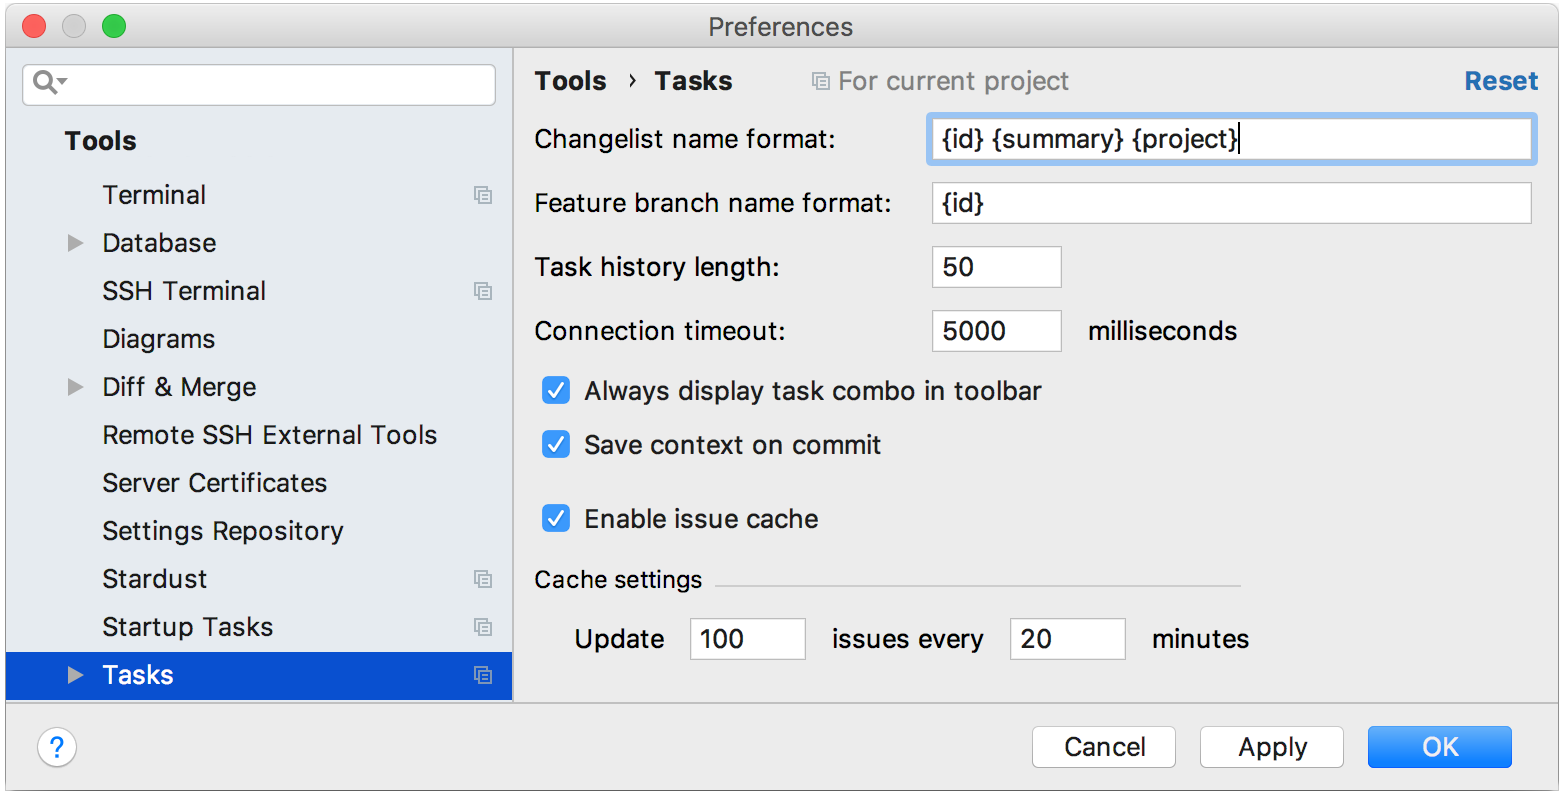 Preferences
Tools
Terminal
Database
SSH Terminal
Diagrams
Diff & Merge
Remote SSH External Tools
Server Certificates
Settings Repository
Stardust
Startup Tasks
Tasks
Tools › Tasks For current project Reset
Changelist name format: {id} {summary} {project}
Feature branch name format: {id}
Task history length: 50
Connection timeout: 5000 milliseconds
Always display task combo in toolbar
Save context on commit
Enable issue cache
Cache settings
Update 100 issues every 20 minutes
? Cancel Apply OK